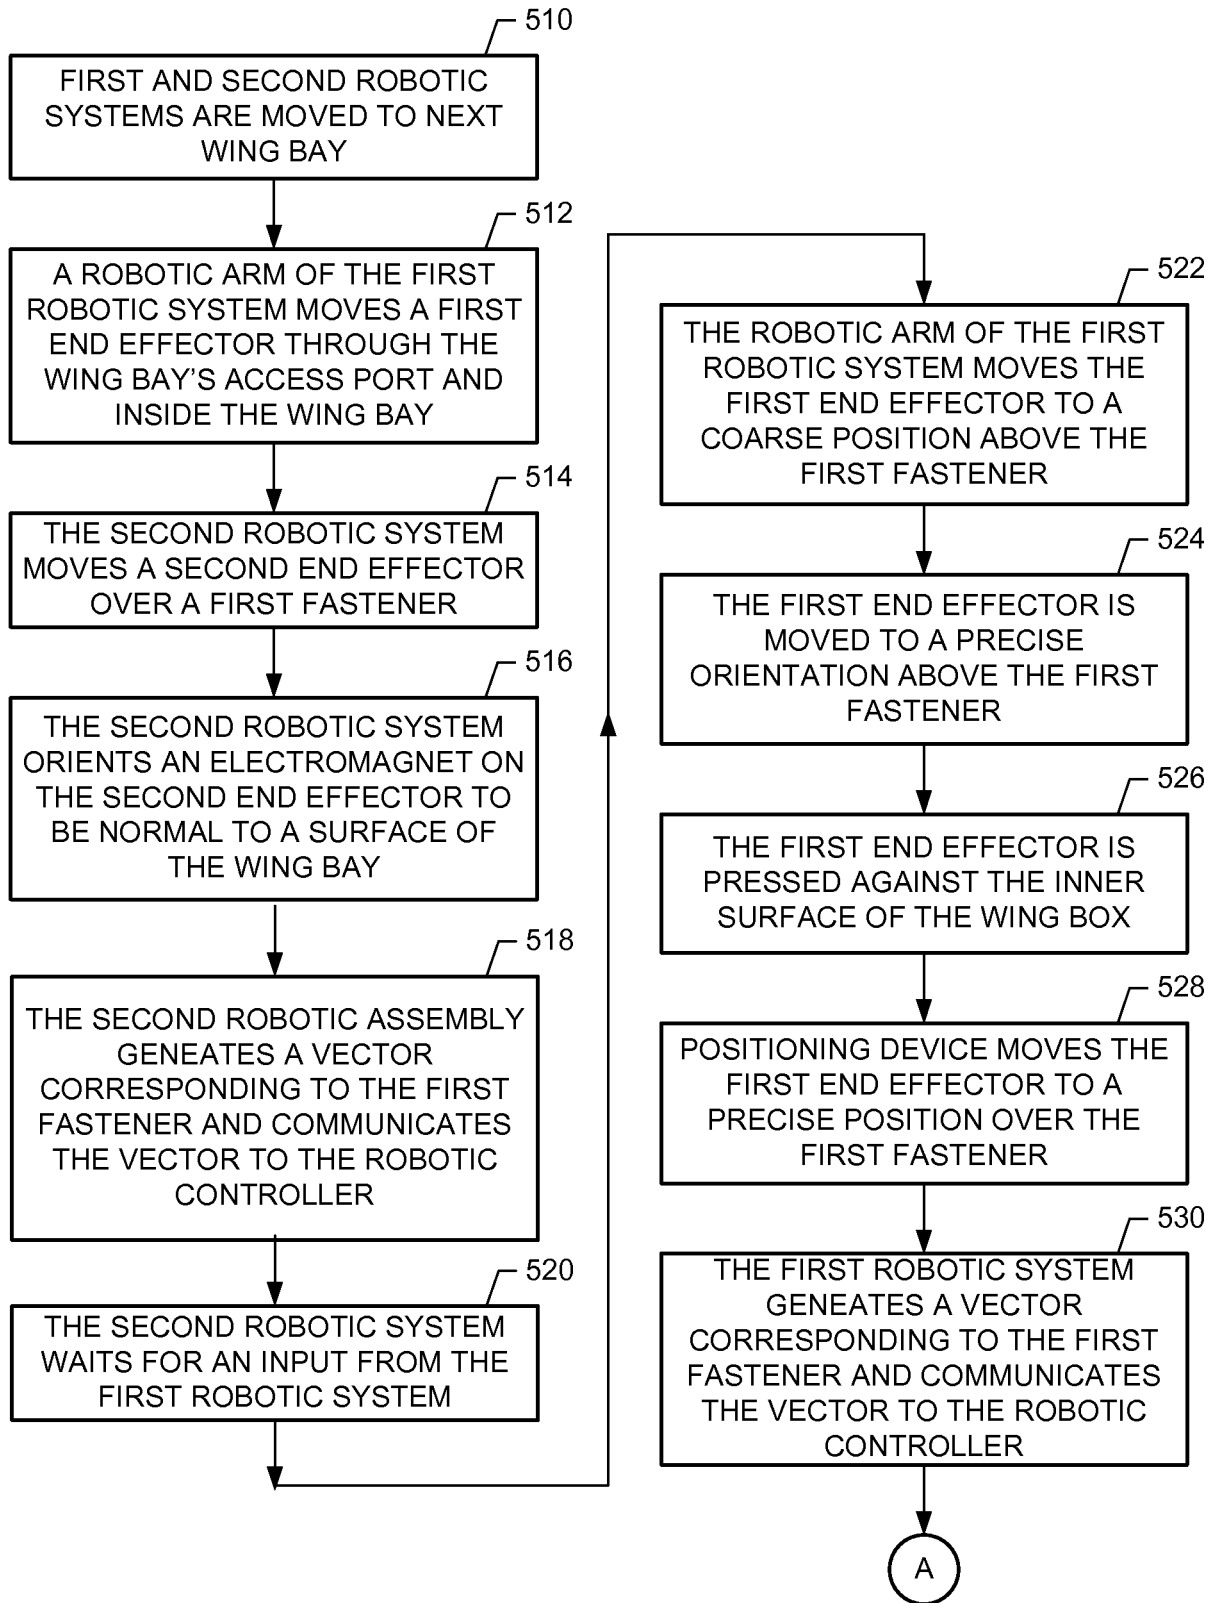 510
FIRST AND SECOND ROBOTIC
SYSTEMS ARE MOVED TO NEXT
WING BAY
512
A ROBOTIC ARM OF THE FIRST
ROBOTIC SYSTEM MOVES A FIRST
END EFFECTOR THROUGH THE
WING BAY'S ACCESS PORT AND
INSIDE THE WING BAY
514
THE SECOND ROBOTIC SYSTEM
MOVES A SECOND END EFFECTOR
OVER A FIRST FASTENER
516
THE SECOND ROBOTIC SYSTEM
ORIENTS AN ELECTROMAGNET ON
THE SECOND END EFFECTOR TO
BE NORMAL TO A SURFACE OF
THE WING BAY
518
THE SECOND ROBOTIC ASSEMBLY
GENEATES A VECTOR
CORRESPONDING TO THE FIRST
FASTENER AND COMMUNICATES
THE VECTOR TO THE ROBOTIC
CONTROLLER
520
THE SECOND ROBOTIC SYSTEM
WAITS FOR AN INPUT FROM THE
FIRST ROBOTIC SYSTEM
522
THE ROBOTIC ARM OF THE FIRST
ROBOTIC SYSTEM MOVES THE
FIRST END EFFECTOR TO A
COARSE POSITION ABOVE THE
FIRST FASTENER
524
THE FIRST END EFFECTOR IS
MOVED TO A PRECISE
ORIENTATION ABOVE THE FIRST
FASTENER
526
THE FIRST END EFFECTOR IS
PRESSED AGAINST THE INNER
SURFACE OF THE WING BOX
528
POSITIONING DEVICE MOVES THE
FIRST END EFFECTOR TO A
PRECISE POSITION OVER THE
FIRST FASTENER
530
THE FIRST ROBOTIC SYSTEM
GENEATES A VECTOR
CORRESPONDING TO THE FIRST
FASTENER AND COMMUNICATES
THE VECTOR TO THE ROBOTIC
CONTROLLER
A